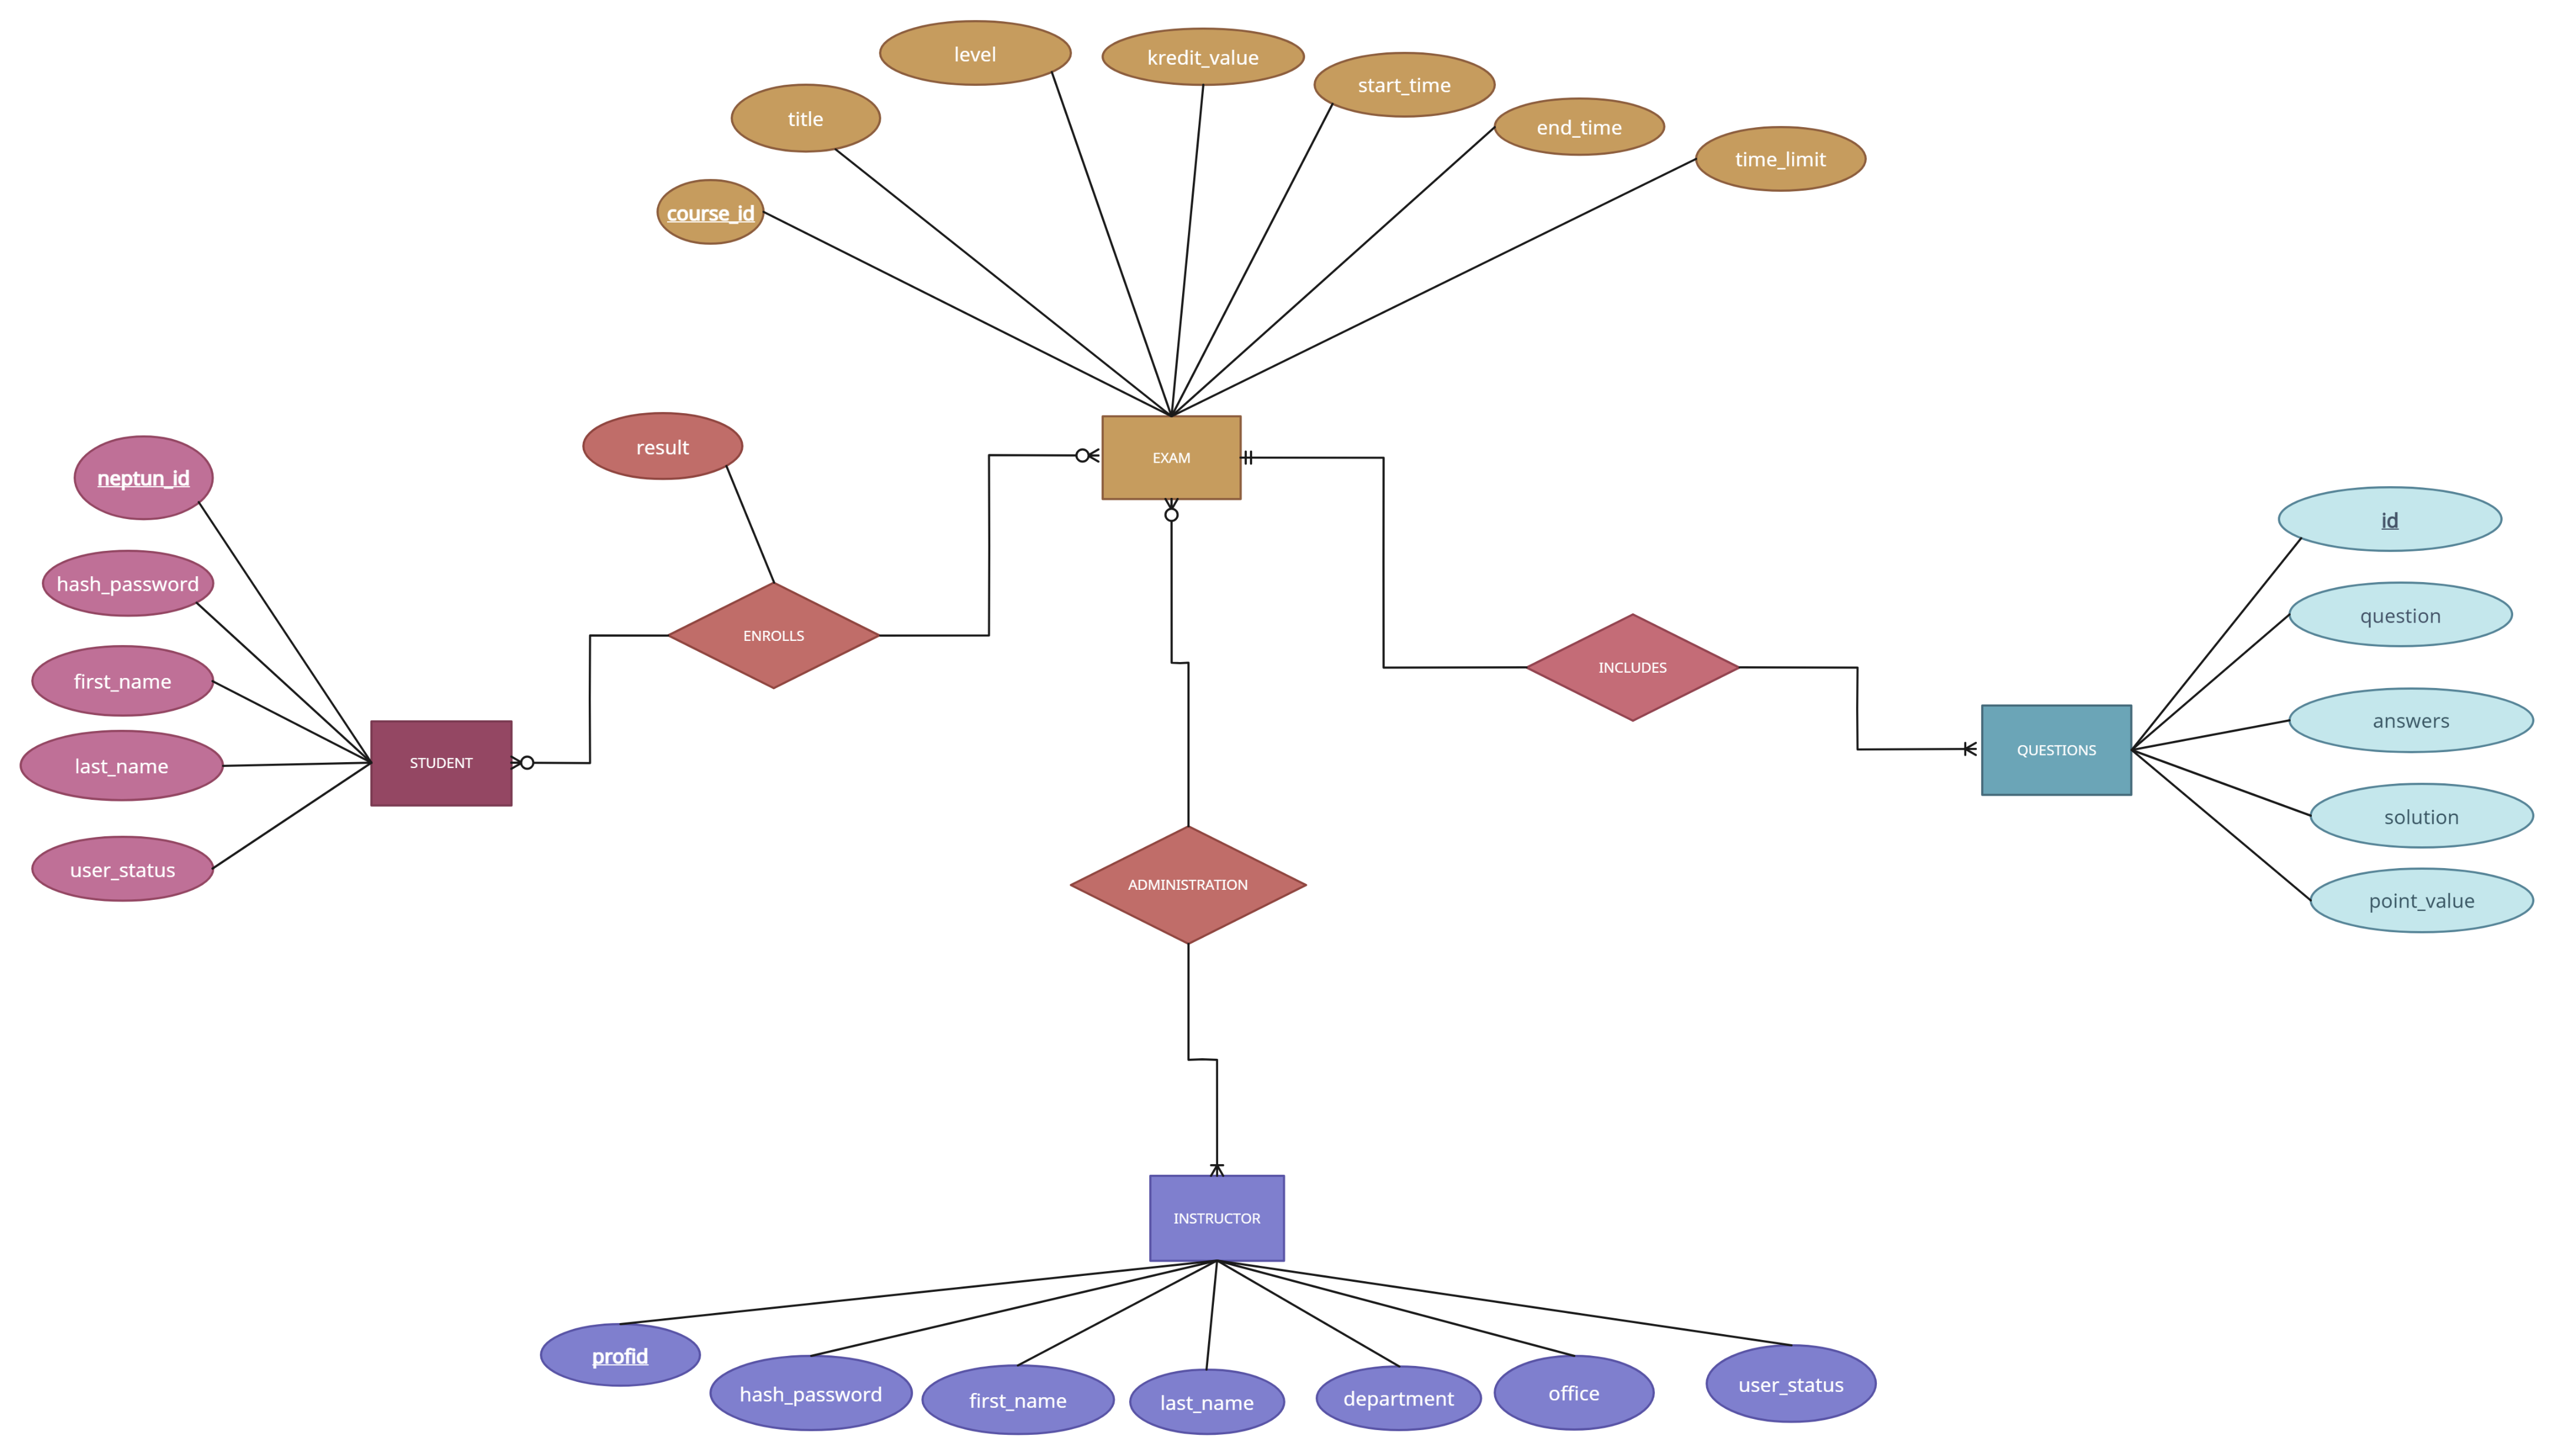 level
kredit_value
start_time
title
end_time
time_limit
course_id
result
EXAM
neptun_id
id
hash_password
question
ENROLLS
INCLUDES
first_name
answers
STUDENT
QUESTIONS
last_name
solution
user_status
ADMINISTRATION
point_value
INSTRUCTOR
profid
hash_password
first_name
last_name
department
office
user_status